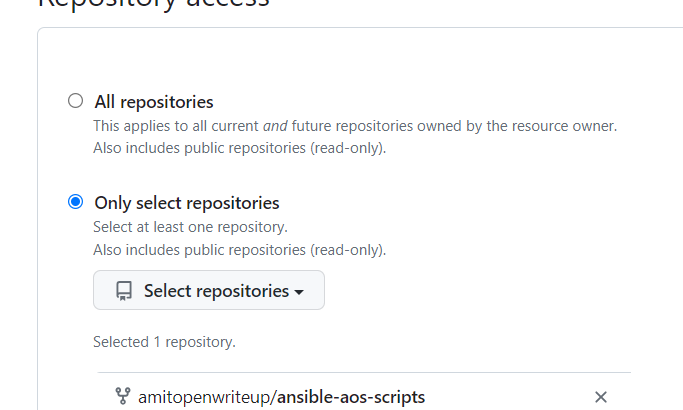 Repository access
All repositories
This applies to all current and future repositories owned by the resource owner.
Also includes public repositories (read-only).
Only select repositories
Select at least one repository.
Also includes public repositories (read-only).
Select repositories
Selected 1 repository.
amitopenwriteup/ansible-aos-scripts